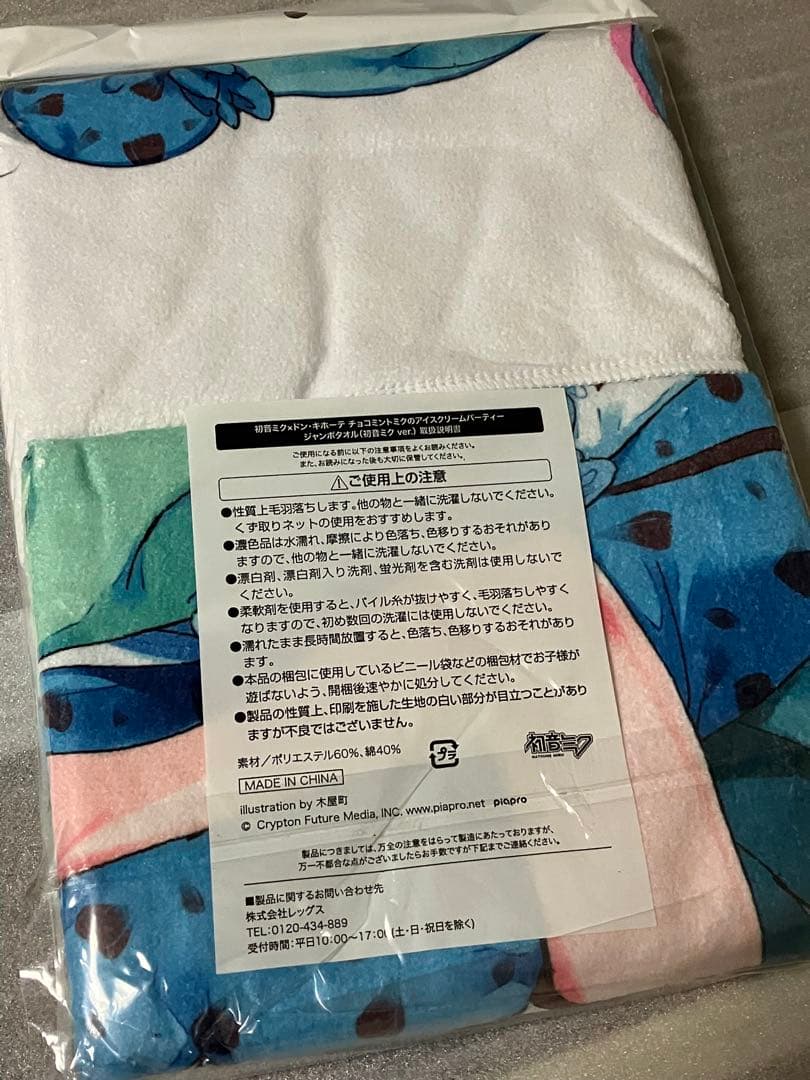 初音ミク×ドン・キホーテ チョコミントミクのアイスクリームパーティー
ジャンボタオル(初音ミク ver.) 取扱説明書
ご使用になる前に以下の注意事項をよくお読みください。
また、お読みになった後も大切に保管してください。
⚠ご使用上の注意
●性質上毛羽落ちします。他の物と一緒に洗濯しないでください。
くず取りネットの使用をおすすめします。
●濃色品は水濡れ、摩擦により色落ち、色移りするおそれがあり
ますので、他の物と一緒に洗濯しないでください。
●漂白剤、漂白剤入り洗剤、蛍光剤を含む洗剤は使用しないで
ください。
●柔軟剤を使用すると、パイル糸が抜けやすく、毛羽落ちしやすく
なりますので、初め数回の洗濯には使用しないでください。
●濡れたまま長時間放置すると、色落ち、色移りするおそれがあり
ます。
●本品の梱包に使用しているビニール袋などの梱包材でお子様が
遊ばないよう、開梱後速やかに処分してください。
●製品の性質上、印刷を施した生地の白い部分が目立つことがあり
ますが不良ではございません。
素材/ポリエステル60%、綿40%
プラ
初音ミク
HATSUNE MIKU
MADE IN CHINA
illustration by 木屋町
© Crypton Future Media, INC. www.piapro.net piapro
製品につきましては、万全の注意をはらって製造にあたっておりますが、
万一不都合な点がございましたらお手数ですが下記までご連絡ください。
■製品に関するお問い合わせ先
株式会社レッグス
TEL:0120-434-889
受付時間:平日10:00～17:00(土・日・祝日を除く)